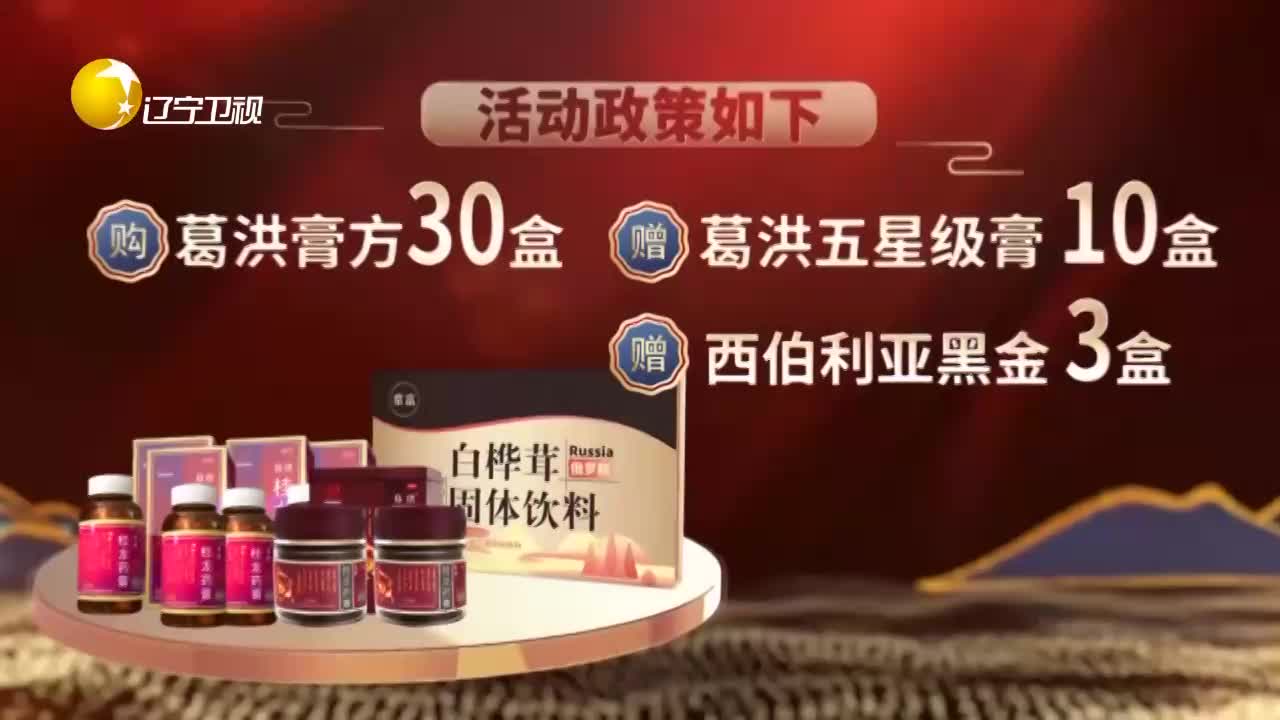 辽宁卫视
活动政策如下
购 葛洪膏方30盒
赠 葛洪五星级膏 10盒
赠 西伯利亚黑金 3盒
童富
白桦茸
Russia
俄罗斯
固体饮料